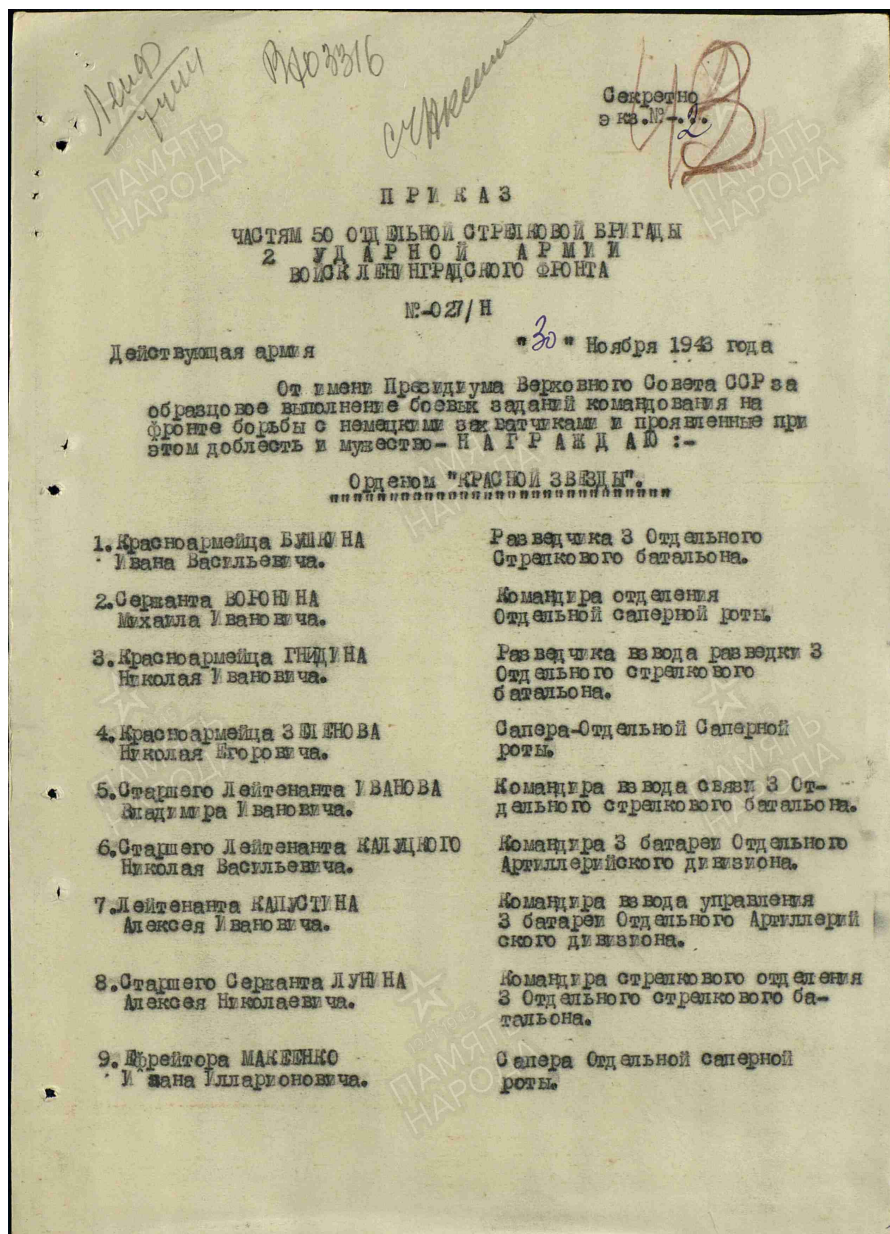 ВХ03316
Секретно
экз.№-.2.
43
П Р И К А З
ЧАСТЯМ 50 ОТДЕЛЬНОЙ СТРЕЛКОВОЙ БРИГАДЫ
2 У Д А Р Н О Й А Р М И И
ВОЙСК ЛЕНИНГРАДСКОГО ФРОНТА
№-027/Н
Действующая армия "30" Ноября 1943 года
От имени Президиума Верковного Совета ССР за
образцовое выполнение боевых заданий командования на
фронте борьбы с немецкими захватчиками и проявленные при
этом доблесть и мужество- Н А Г Р А Ж Д А Ю :-
Орденом "КРАСНОЙ ЗВЕЗДЫ".
1.Красноармейца БУШКИНА Разведчика 3 Отдельного
Ивана Васильевича. Стрелкового батальона.
2.Сержанта ВОРОНИНА Командира отделения
Михаила Ивановича. Отдельной саперной роты.
3.Красноармейца ГНИДИНА Разведчика взвода разведки 3
Николая Ивановича. Отдельного стрелкового
батальона.
4.Красноармейца ЗЕЛЕНОВА Сапера-Отдельной Саперной
Николая Егоровича. роты.
5.Старшего Лейтенанта ИВАНОВА Командира взвода связи 3 От-
Владимира Ивановича. дельного стрелкового батальона.
6.Старшего Лейтенанта КАЛУЦКОГО Командира 3 батареи Отдельного
Николая Васильевича. Артиллерийского дивизиона.
7.Лейтенанта КАПУСТИНА Командира взвода управления
Алексея Ивановича. 3 батареи Отдельного Артиллерий
ского дивизиона.
8.Старшего Сержанта ЛУНИНА Командира стрелкового отделения
Алексея Николаевича. 3 Отдельного стрелкового ба-
тальона.
9.Ефрейтора МАКЕЕНКО Сапера Отдельной саперной
Ивана Илларионовича. роты.
ПАМЯТЬ
НАРОДА